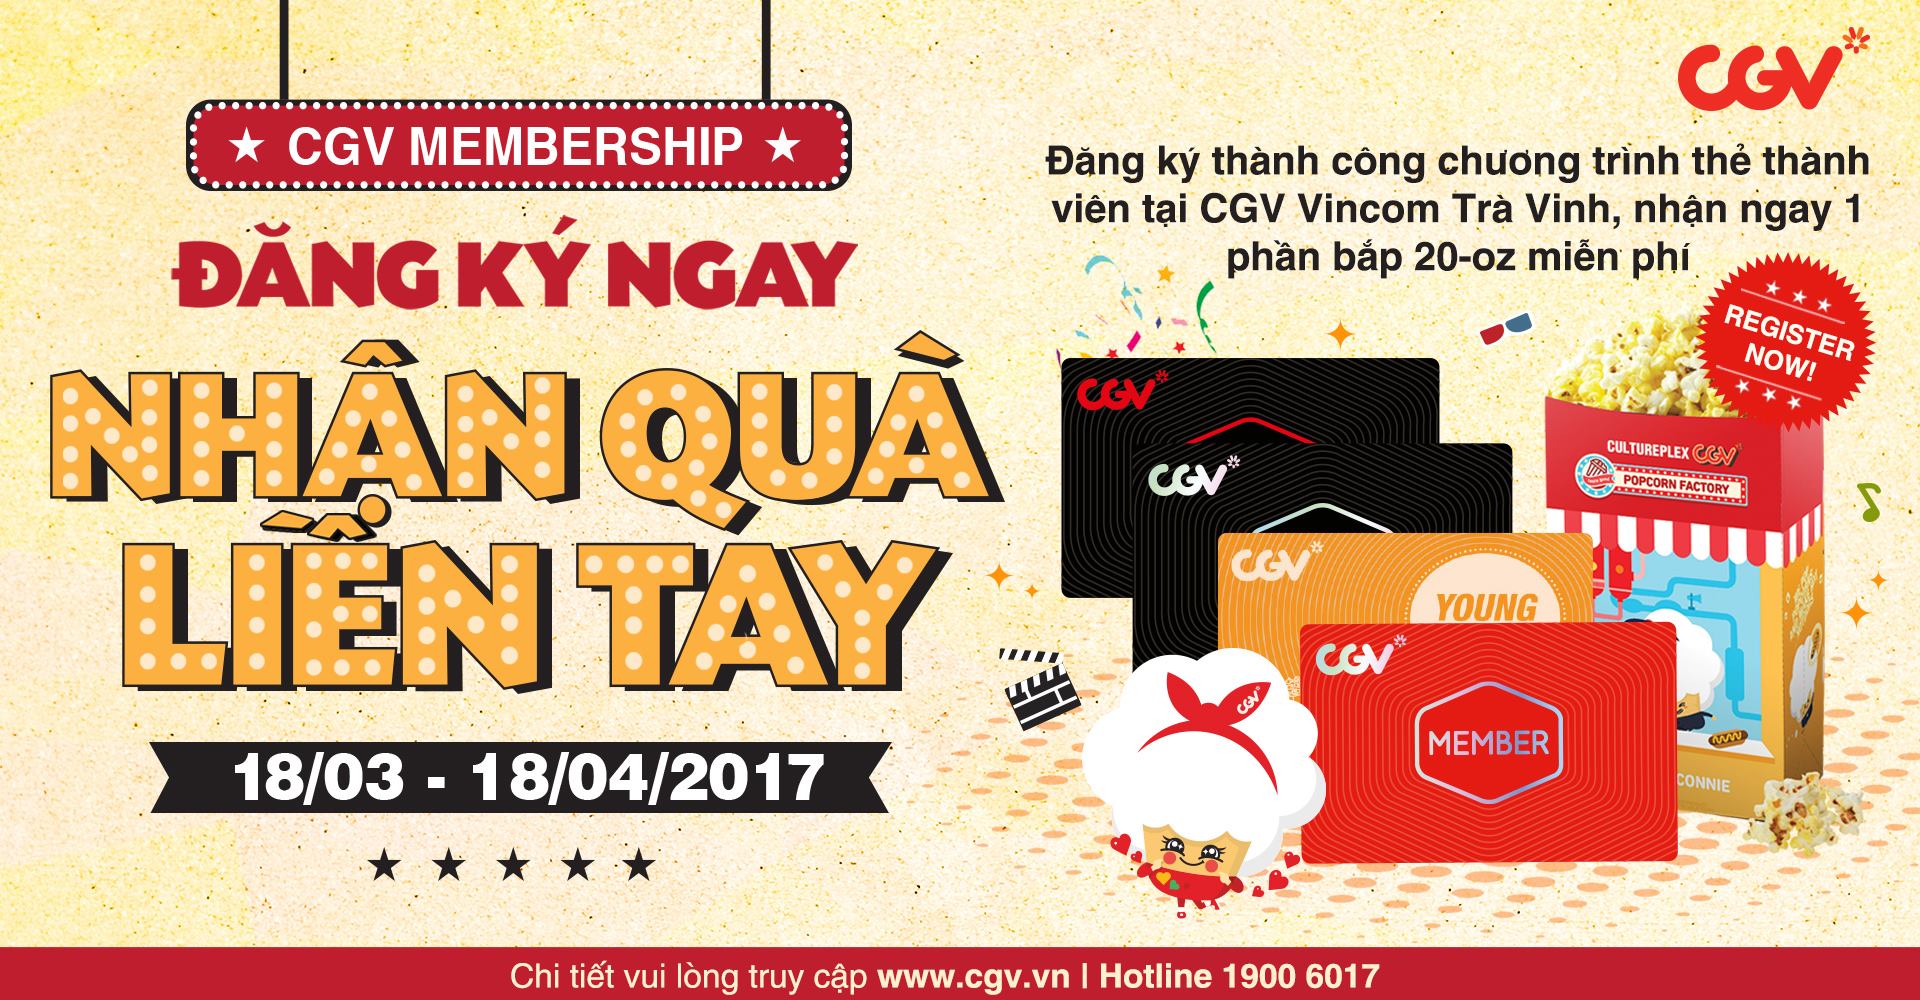 CGV
CGV MEMBERSHIP
ĐĂNG KÝ NGAY
NHẬN QUÀ
LIỀN TAY
18/03 - 18/04/2017
Đăng ký thành công chương trình thẻ thành
viên tại CGV Vincom Trà Vinh, nhận ngay 1
phần bắp 20-oz miễn phí
REGISTER
NOW!
CGV
CGV
CGV
YOUNG
CGV
MEMBER
CGV
CULTUREPLEX CGV
POPCORN FACTORY
CONNIE
Chi tiết vui lòng truy cập www.cgv.vn | Hotline 1900 6017